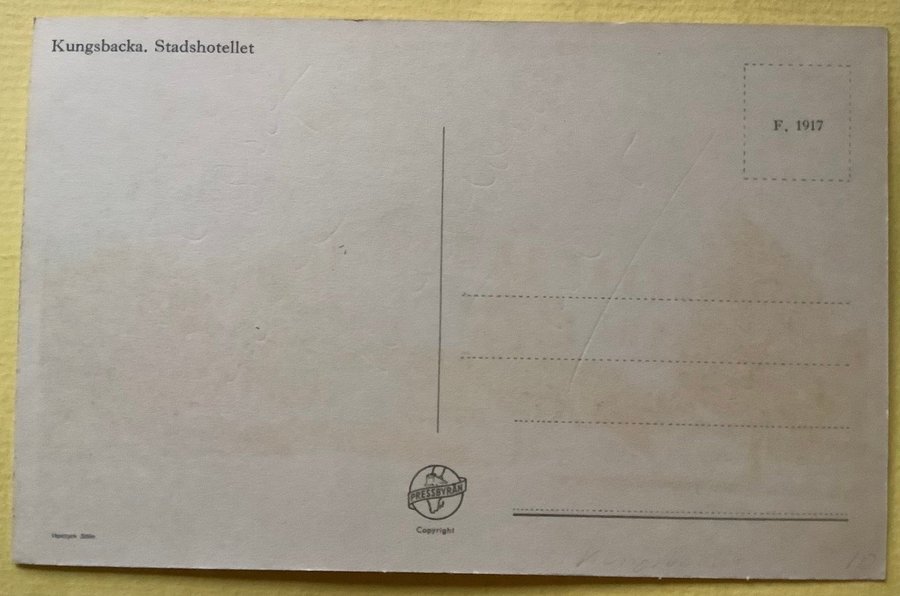 Kungsbacka. Stadshotellet
F. 1917
PRESSBYRÅN
Copyright